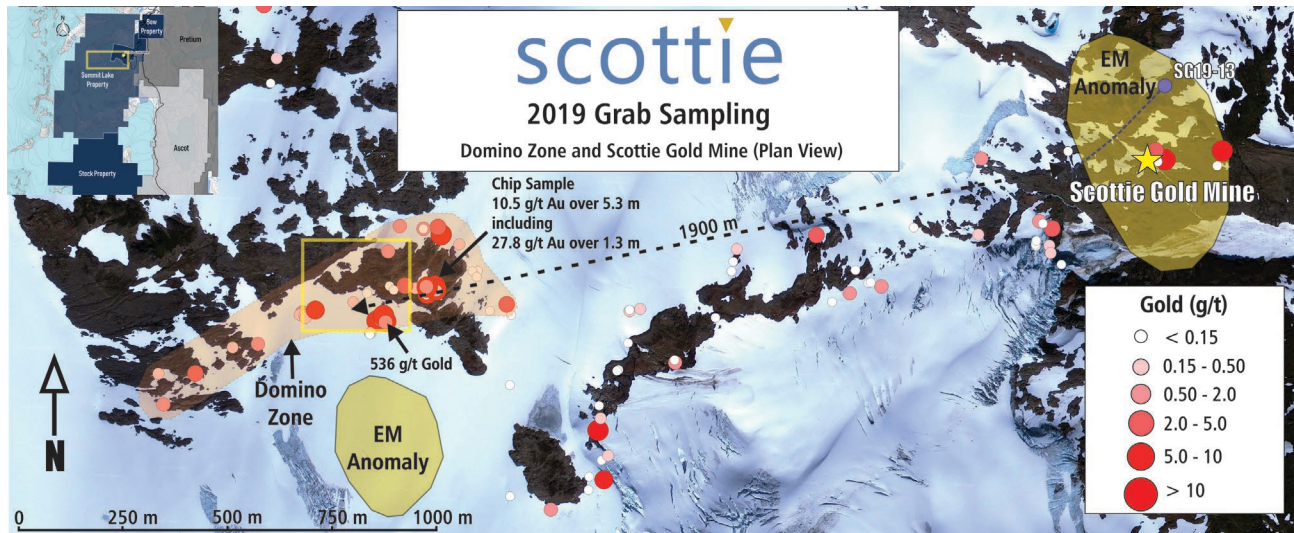 Bow
Property
Pretium
Summit Lake
Property
Ascot
Stock Property
scottie
2019 Grab Sampling
Domino Zone and Scottie Gold Mine (Plan View)
EM
Anomaly
SG19-13
Scottie Gold Mine
Chip Sample
10.5 g/t Au over 5.3 m
including
27.8 g/t Au over 1.3 m
1900 m
536 g/t Gold
Domino
Zone
EM
Anomaly
N
0
250 m
500 m
750 m
1000 m
Gold (g/t)
< 0.15
0.15 - 0.50
0.50 - 2.0
2.0 - 5.0
5.0 - 10
> 10